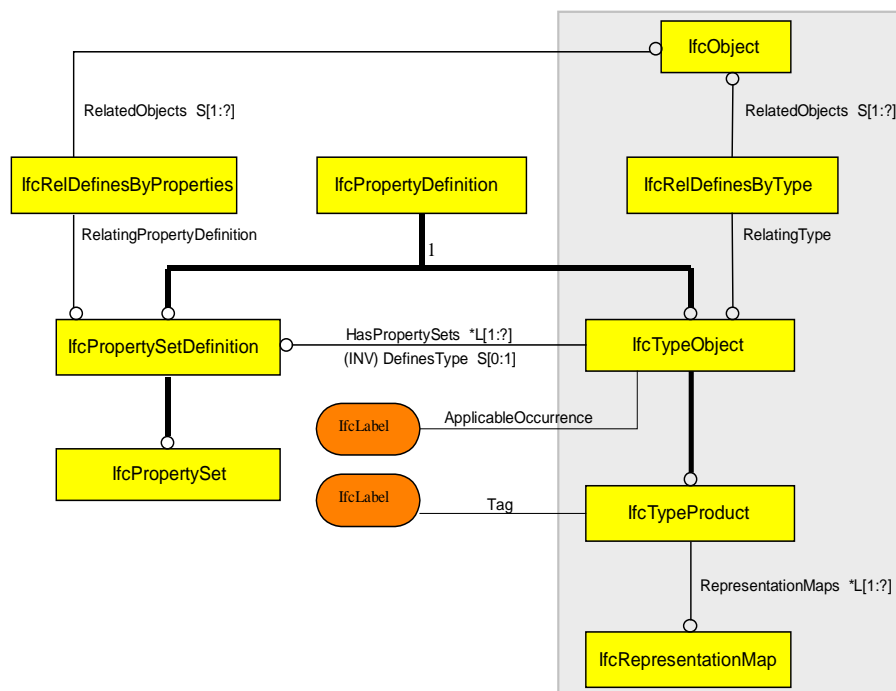 IfcObject
RelatedObjects S[1:?]
RelatedObjects S[1:?]
IfcRelDefinesByProperties
IfcPropertyDefinition
IfcRelDefinesByType
RelatingPropertyDefinition
1
RelatingType
IfcPropertySetDefinition
HasPropertySets *L[1:?]
(INV) DefinesType S[0:1]
IfcTypeObject
IfcLabel
ApplicableOccurrence
IfcPropertySet
IfcLabel
Tag
IfcTypeProduct
RepresentationMaps *L[1:?]
IfcRepresentationMap